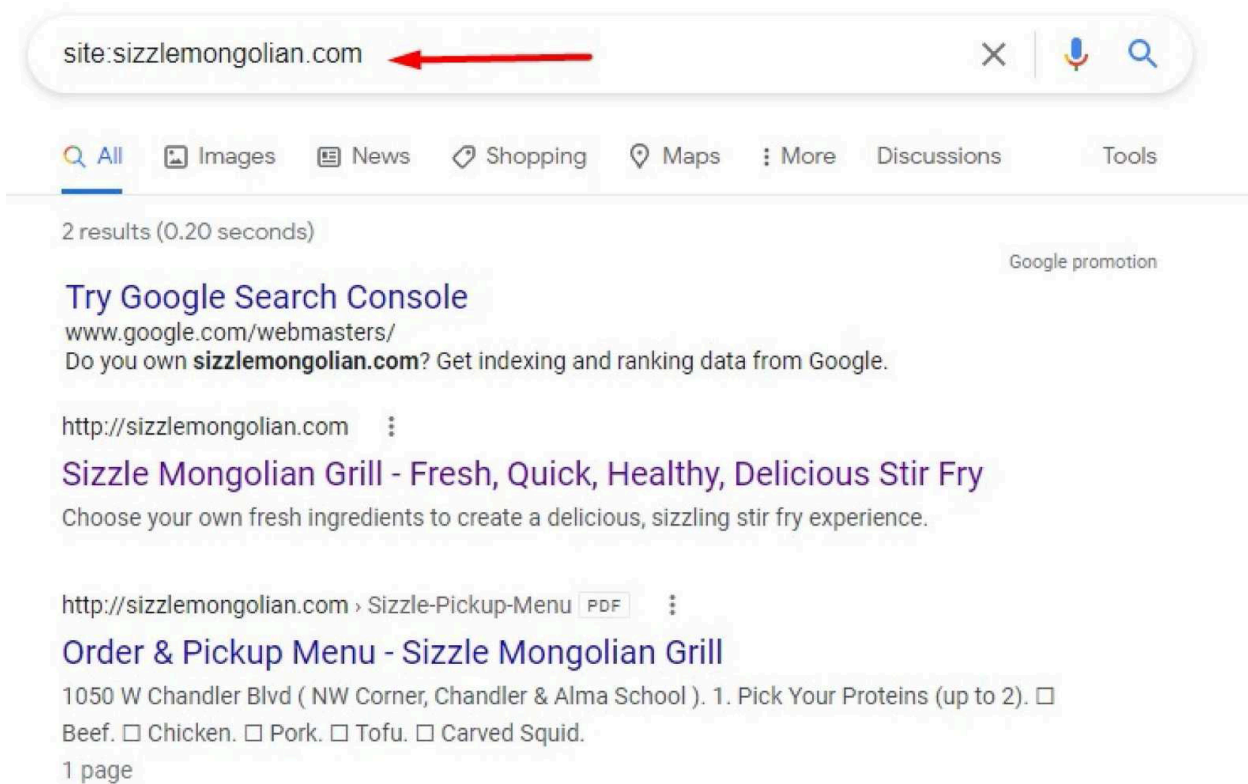 site:sizzlemongolian.com
All Images News Shopping Maps More Discussions Tools
2 results (0.20 seconds)
Google promotion
Try Google Search Console
www.google.com/webmasters/
Do you own sizzlemongolian.com? Get indexing and ranking data from Google.
http://sizzlemongolian.com
Sizzle Mongolian Grill - Fresh, Quick, Healthy, Delicious Stir Fry
Choose your own fresh ingredients to create a delicious, sizzling stir fry experience.
http://sizzlemongolian.com › Sizzle-Pickup-Menu PDF
Order & Pickup Menu - Sizzle Mongolian Grill
1050 W Chandler Blvd ( NW Corner, Chandler & Alma School ). 1. Pick Your Proteins (up to 2). ☐
Beef. ☐ Chicken. ☐ Pork. ☐ Tofu. ☐ Carved Squid.
1 page